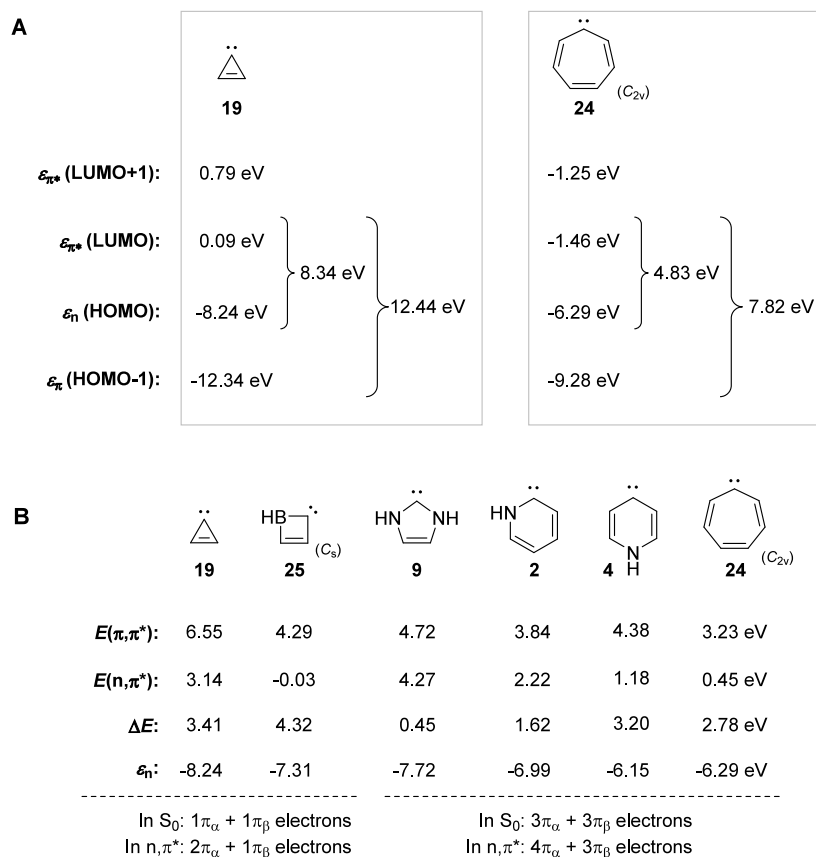 A
19
24 (C2v)
επ* (LUMO+1): 0.79 eV -1.25 eV
επ* (LUMO): 0.09 eV -1.46 eV
8.34 eV 4.83 eV
εn (HOMO): -8.24 eV 12.44 eV -6.29 eV 7.82 eV
επ (HOMO-1): -12.34 eV -9.28 eV
B
HB HN NH HN N H
19 25 (Cs) 9 2 4 24 (C2v)
E(π,π*): 6.55 4.29 4.72 3.84 4.38 3.23 eV
E(n,π*): 3.14 -0.03 4.27 2.22 1.18 0.45 eV
ΔE: 3.41 4.32 0.45 1.62 3.20 2.78 eV
εn: -8.24 -7.31 -7.72 -6.99 -6.15 -6.29 eV
In S0: 1πα + 1πβ electrons In S0: 3πα + 3πβ electrons
In n,π*: 2πα + 1πβ electrons In n,π*: 4πα + 3πβ electrons